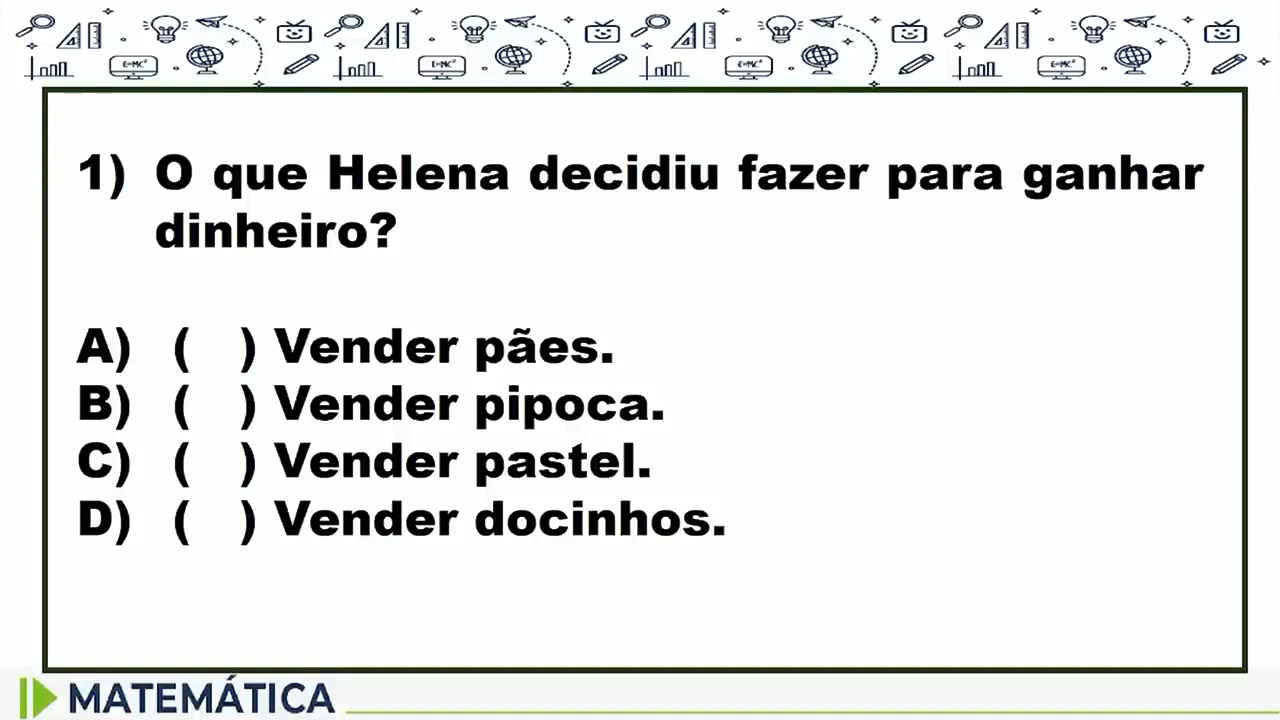 1) O que Helena decidiu fazer para ganhar
dinheiro?
A) ( ) Vender pães.
B) ( ) Vender pipoca.
C) ( ) Vender pastel.
D) ( ) Vender docinhos.
MATEMÁTICA